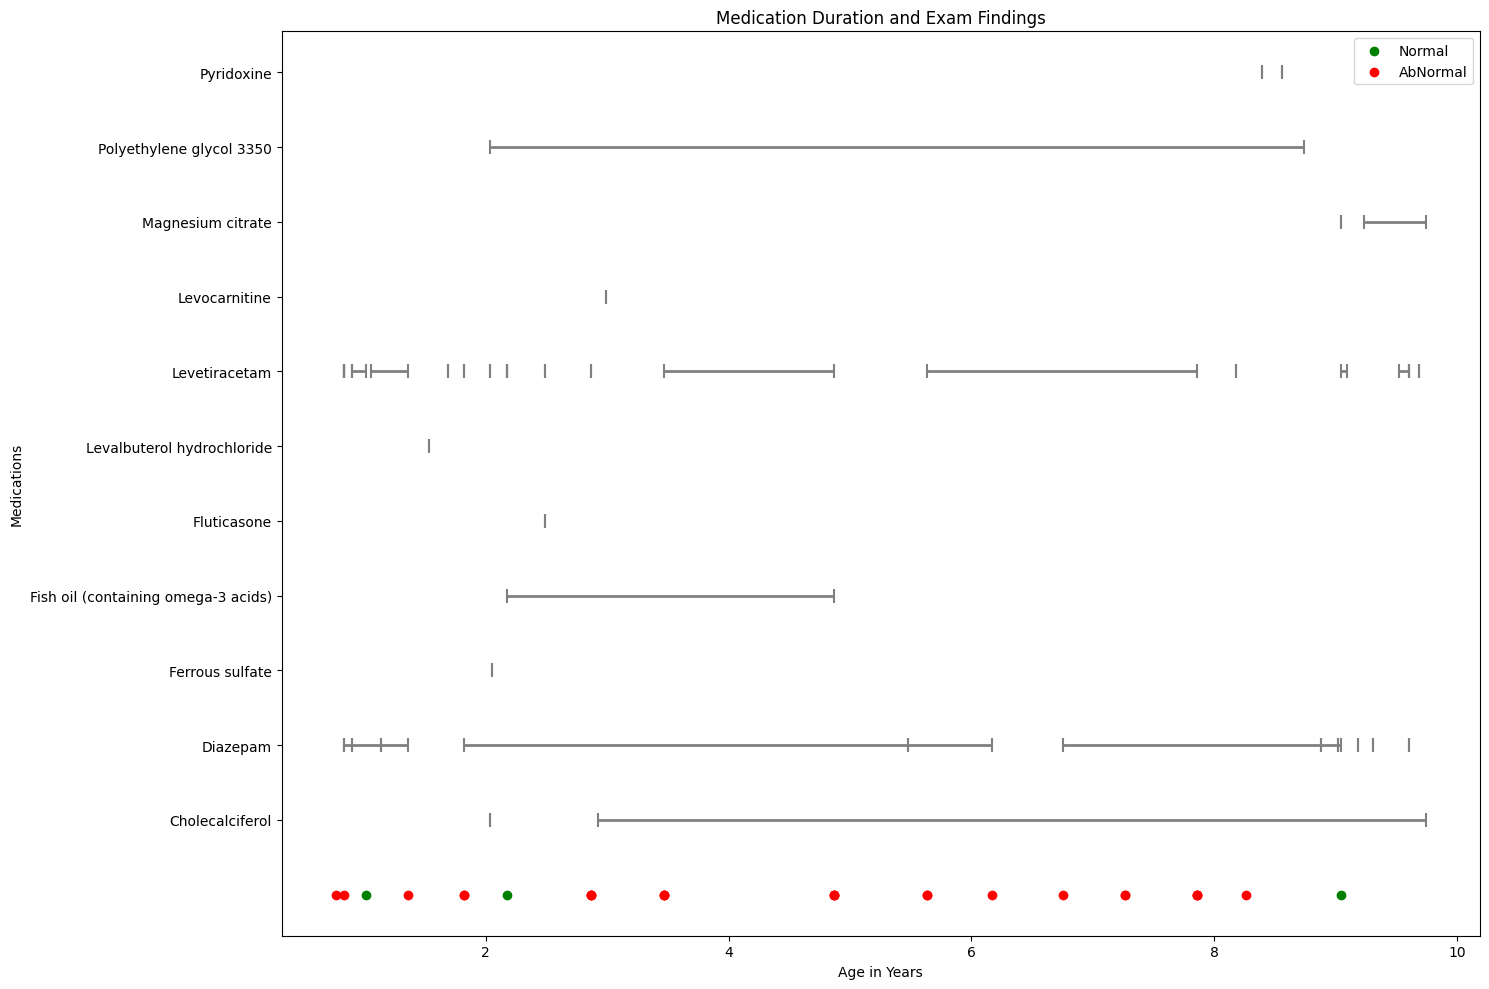 Medication Duration and Exam Findings
Normal
AbNormal
Pyridoxine
Polyethylene glycol 3350
Magnesium citrate
Levocarnitine
Levetiracetam
Levalbuterol hydrochloride
Fluticasone
Fish oil (containing omega-3 acids)
Ferrous sulfate
Diazepam
Cholecalciferol
Medications
2 4 6 8 10
Age in Years